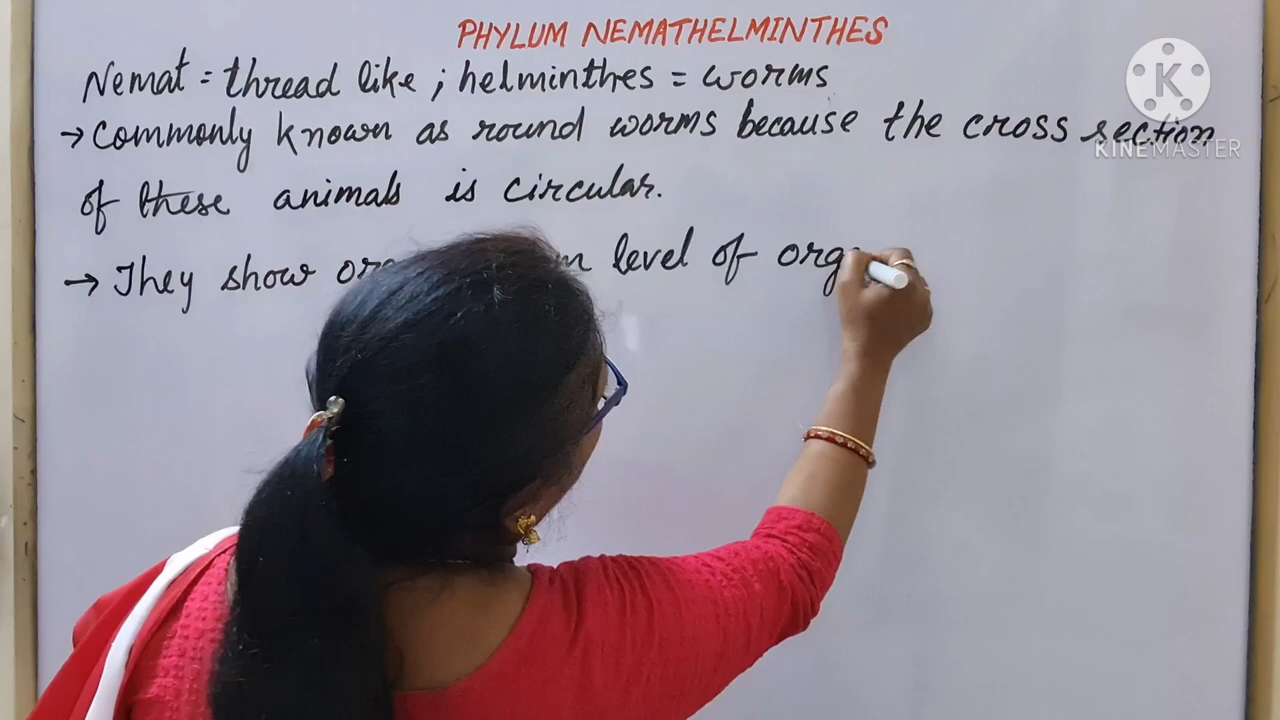 PHYLUM NEMATHELMINTHES
Nemat = thread like ; helminthes = worms
→ Commonly known as round worms because the cross section
of these animals is circular.
→ They show level of org
K
KINEMASTER